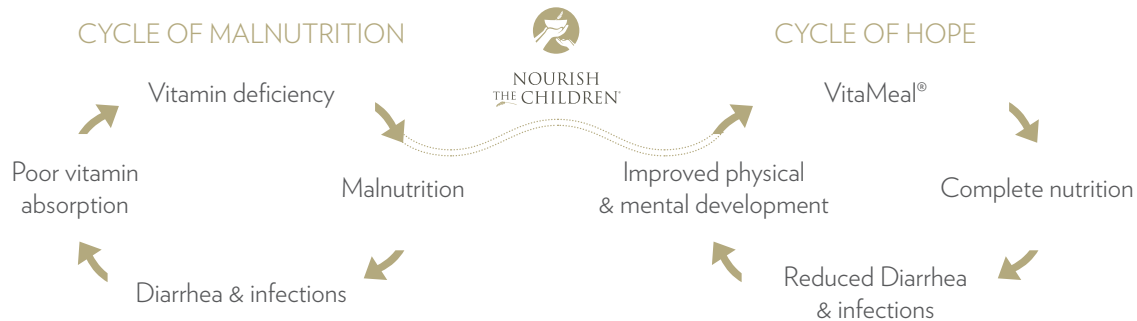 CYCLE OF MALNUTRITION
Vitamin deficiency
Malnutrition
Diarrhea & infections
Poor vitamin
absorption
NOURISH
THE CHILDREN
CYCLE OF HOPE
VitaMeal®
Complete nutrition
Reduced Diarrhea
& infections
Improved physical
& mental development